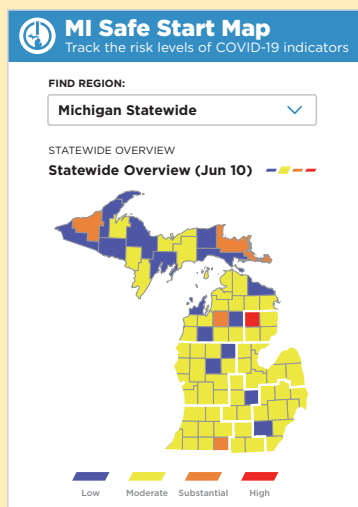 MI Safe Start Map
Track the risk levels of COVID-19 indicators
FIND REGION:
Michigan Statewide
STATEWIDE OVERVIEW
Statewide Overview (Jun 10)
Low Moderate Substantial High